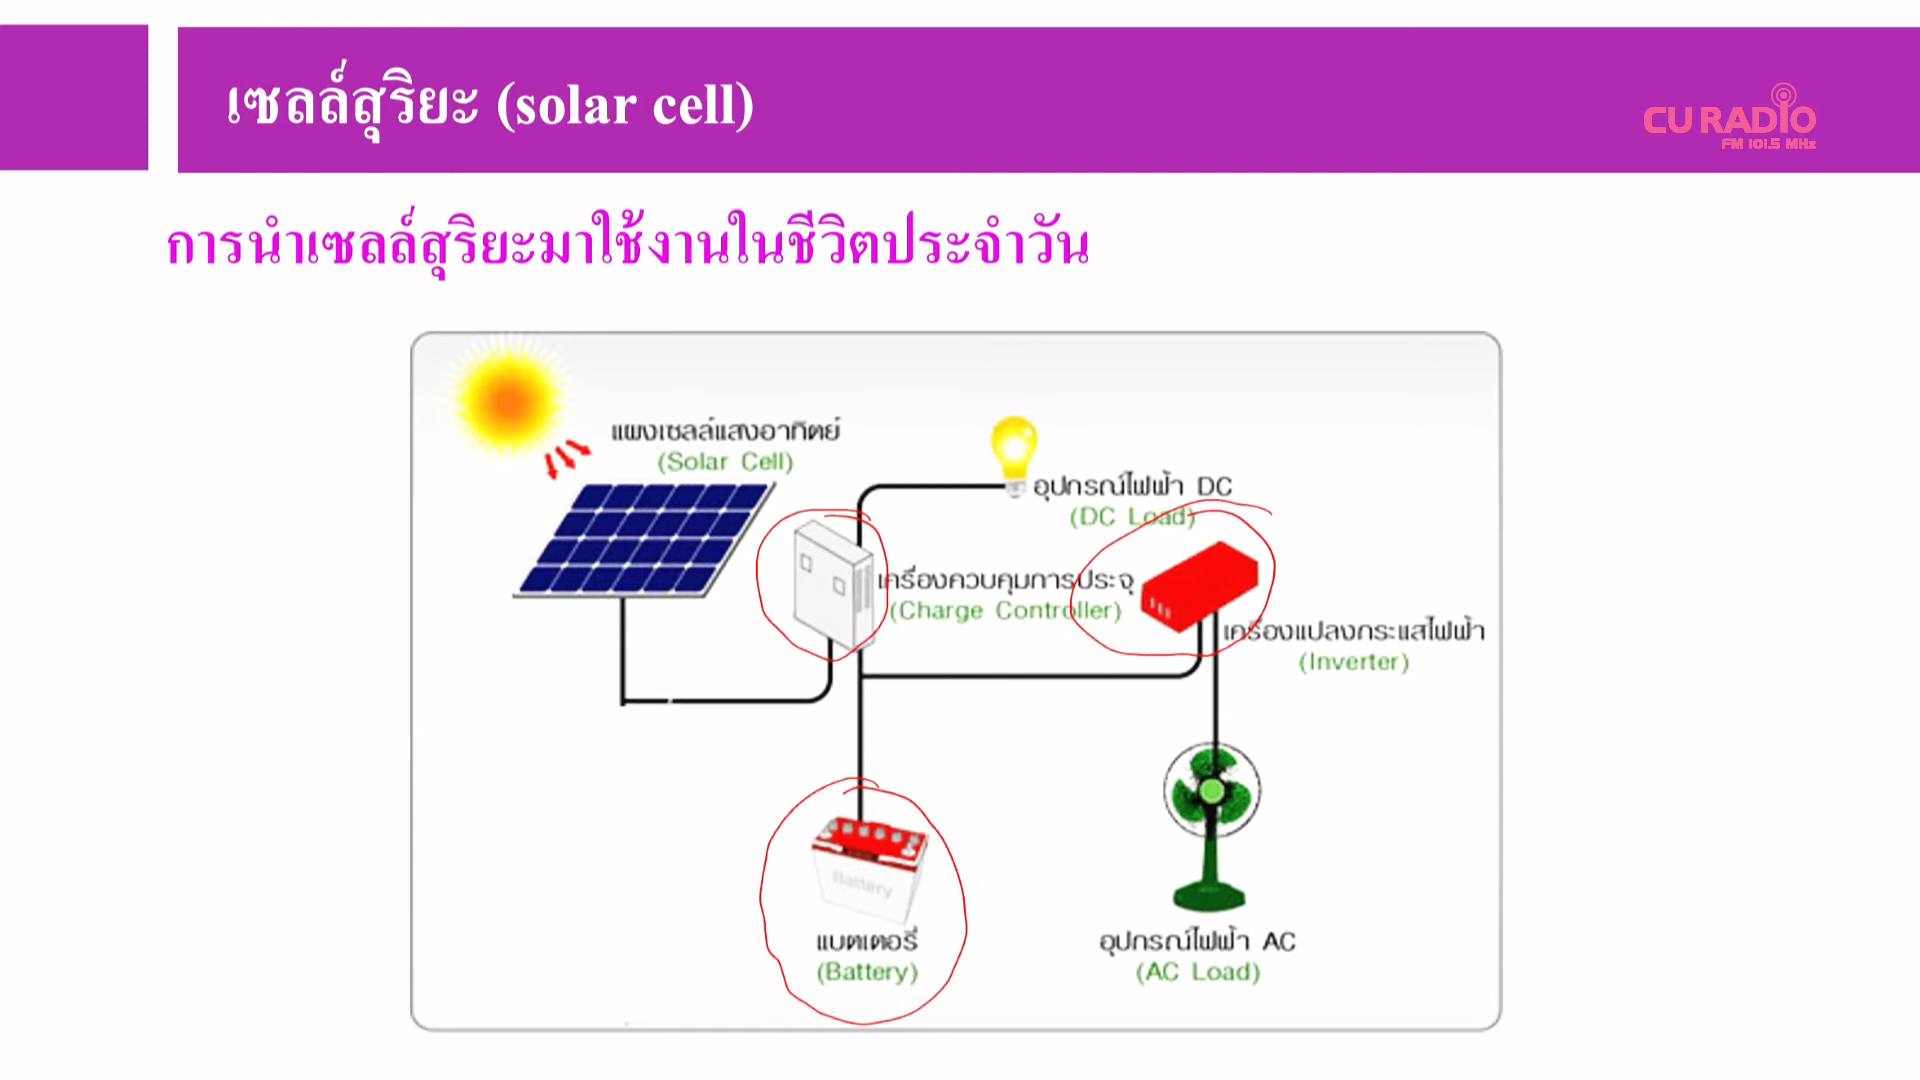 เซลล์สุริยะ (solar cell)
CU RADIO
FM 101.5 MHz
การนำเซลล์สุริยะมาใช้งานในชีวิตประจำวัน
แผงเซลล์แสงอาทิตย์
(Solar Cell)
อุปกรณ์ไฟฟ้า DC
(DC Load)
เครื่องควบคุมการประจุ
(Charge Controller)
เครื่องแปลงกระแสไฟฟ้า
(Inverter)
Battery
แบตเตอรี่
(Battery)
อุปกรณ์ไฟฟ้า AC
(AC Load)